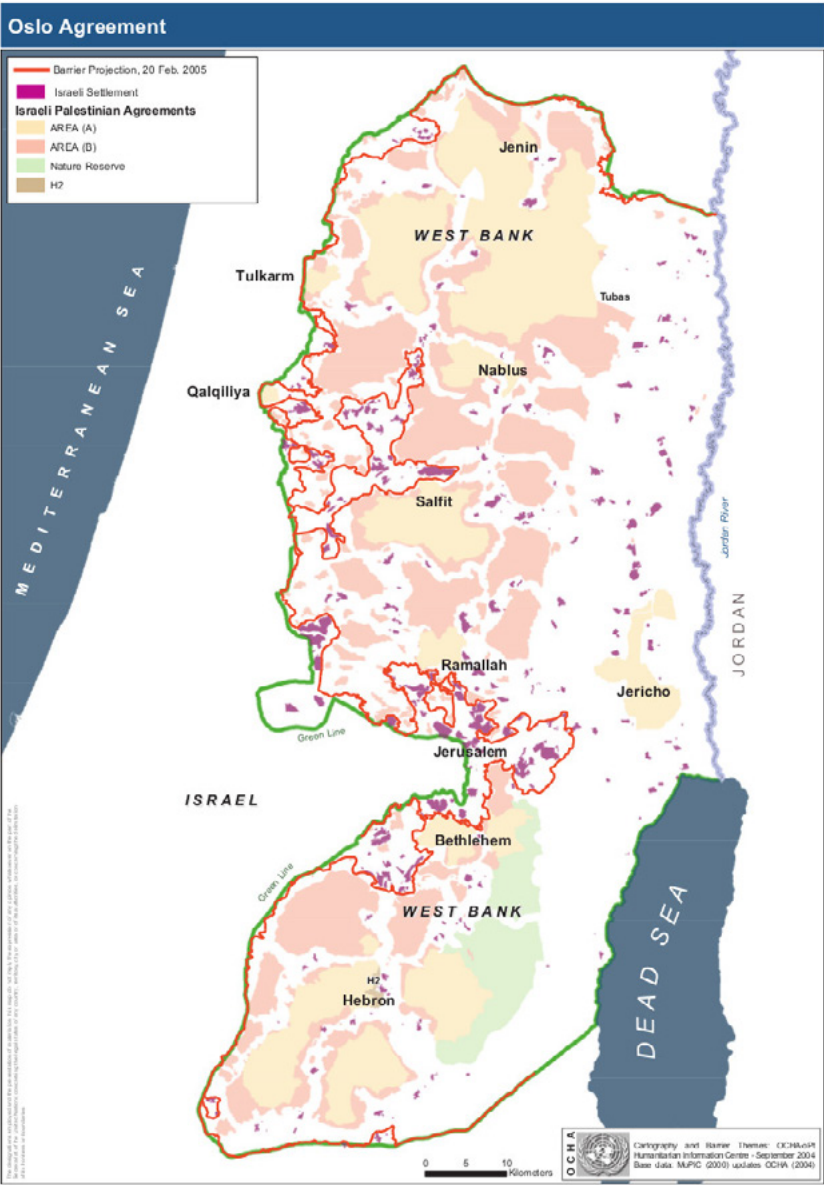 Oslo Agreement
Barrier Projection, 20 Feb. 2005
Israeli Settlement
Israeli Palestinian Agreements
AREA (A)
AREA (B)
Nature Reserve
H2
Jenin
WEST BANK
Tulkarm
Tubas
Nablus
Qalqiliya
MEDITERRANEAN SEA
Salfit
Jordan River
JORDAN
Ramallah
Jericho
Green Line
Jerusalem
ISRAEL
Bethlehem
Green Line
WEST BANK
H2
Hebron
DEAD SEA
0 5 10
Kilometers
OCHA
Cartography and Barrier Themes: OCHA-oPt
Humanitarian Information Centre - September 2004
Base data: MoPIC (2000) updates OCHA (2004)